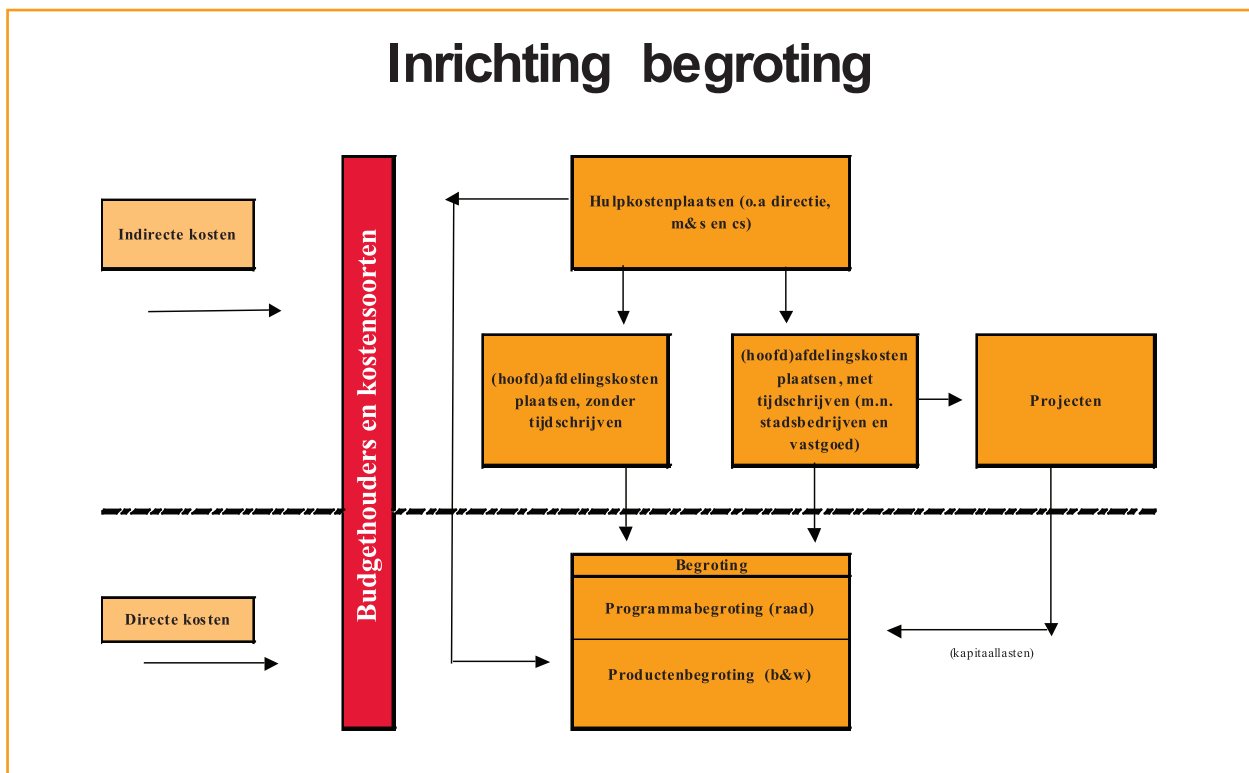 Inrichting begroting
Indirecte kosten
Budgethouders en kostensoorten
Hulpkostenplaatsen (o.a directie,
m&s en cs)
(hoofd)afdelingskosten
plaatsen, zonder
tijdschrijven
(hoofd)afdelingskosten
plaatsen, met
tijdschrijven (m.n.
stadsbedrijven en
vastgoed)
Projecten
Directe kosten
Begroting
Programmabegroting (raad)
Productenbegroting (b&w)
(kapitaallasten)